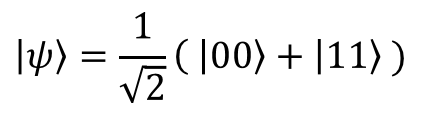 |ψ⟩ = 1/√2 ( |00⟩ + |11⟩ )